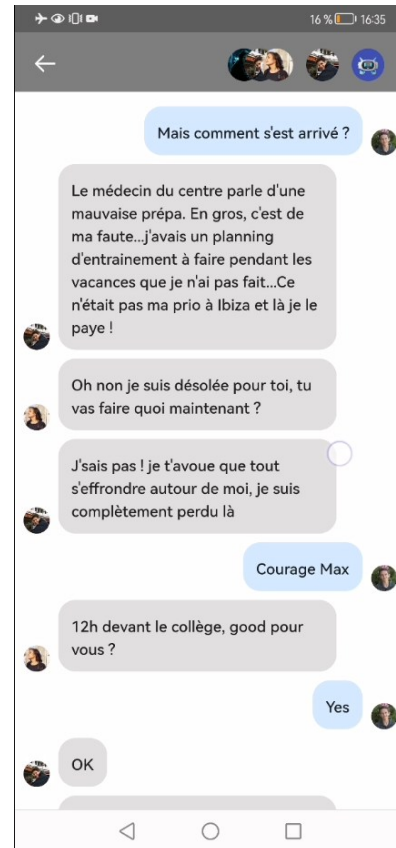 16 % 16:35
Mais comment s'est arrivé ?
Le médecin du centre parle d'une
mauvaise prépa. En gros, c'est de
ma faute...j'avais un planning
d'entrainement à faire pendant les
vacances que je n'ai pas fait...Ce
n'était pas ma prio à Ibiza et là je le
paye !
Oh non je suis désolée pour toi, tu
vas faire quoi maintenant ?
J'sais pas ! je t'avoue que tout
s'effrondre autour de moi, je suis
complètement perdu là
Courage Max
12h devant le collège, good pour
vous ?
Yes
OK